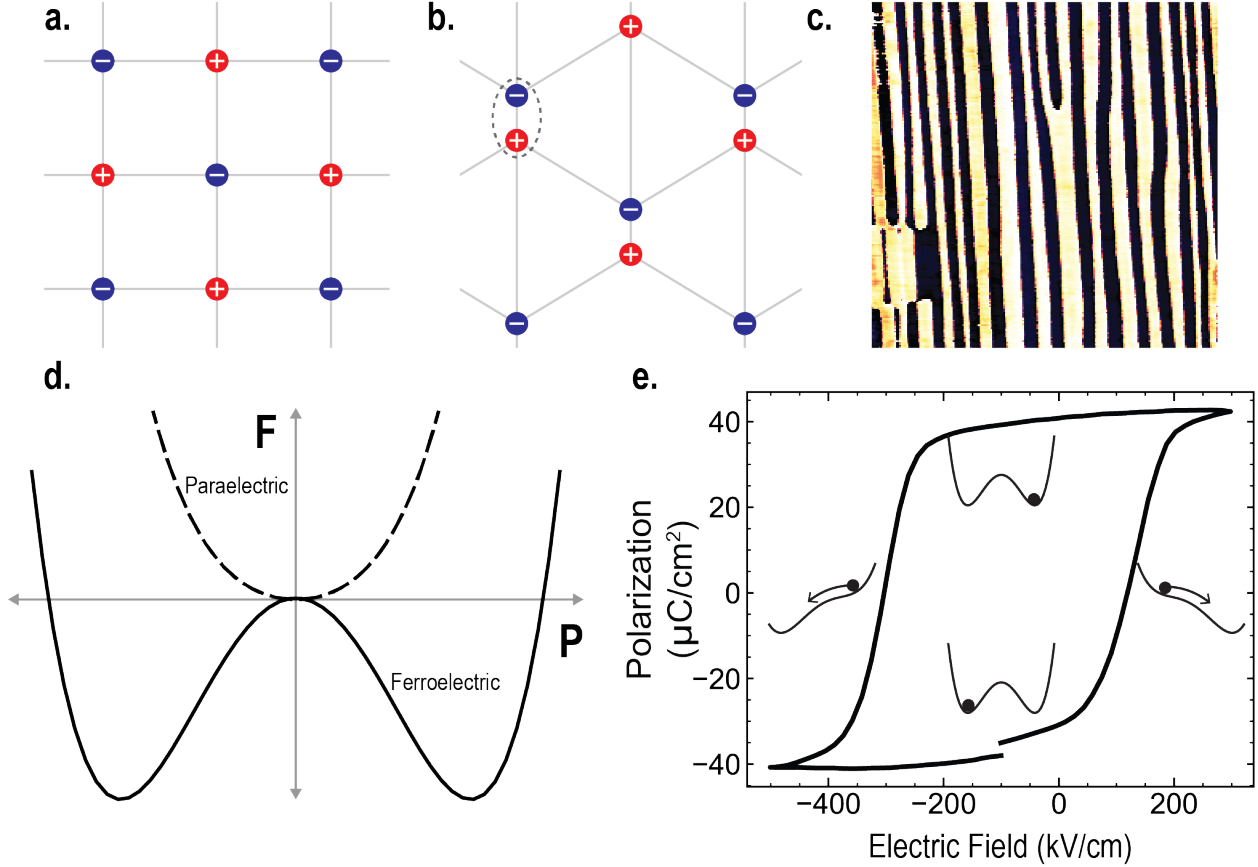 a.
b.
c.
− + −
+ − +
− + −
+
− −
+ +
−
+
− −
d.
F
Paraelectric
P
Ferroelectric
e.
Polarization
(µC/cm²)
40
20
0
−20
−40
−400 −200 0 200
Electric Field (kV/cm)